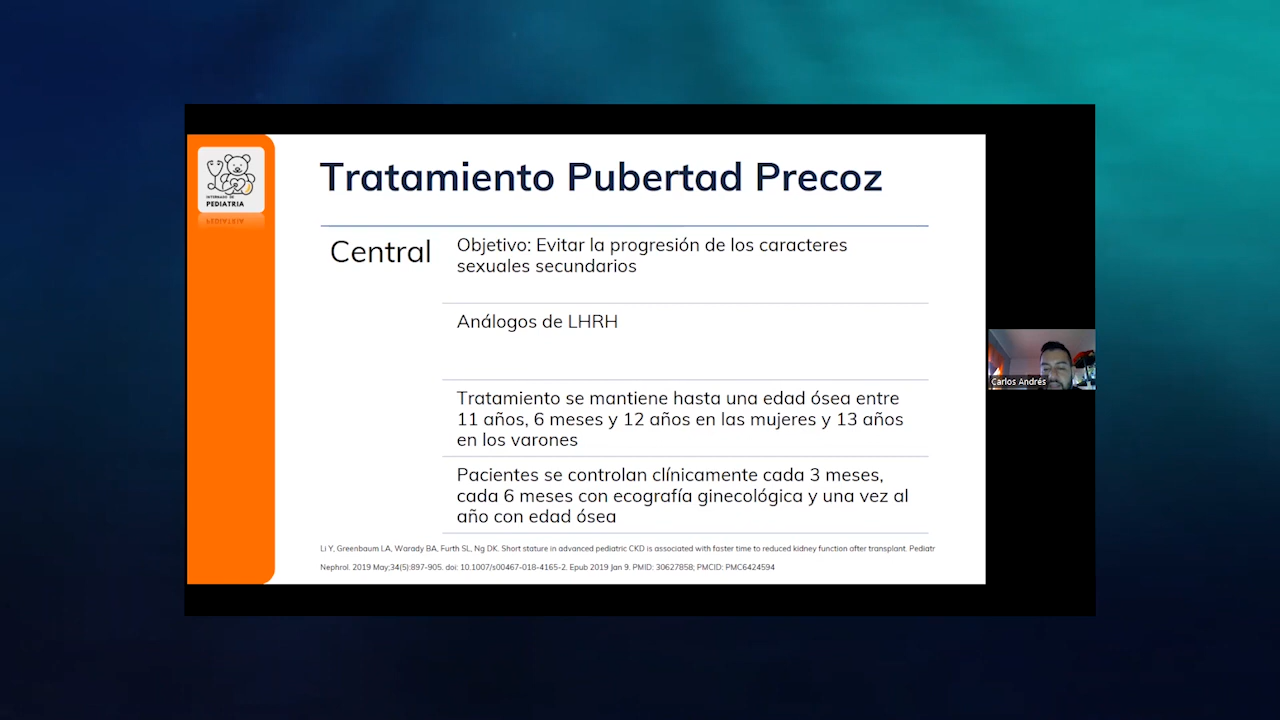 INTERNADO DE
PEDIATRIA
Tratamiento Pubertad Precoz
Central
Objetivo: Evitar la progresión de los caracteres
sexuales secundarios
Análogos de LHRH
Tratamiento se mantiene hasta una edad ósea entre
11 años, 6 meses y 12 años en las mujeres y 13 años
en los varones
Pacientes se controlan clínicamente cada 3 meses,
cada 6 meses con ecografía ginecológica y una vez al
año con edad ósea
Li Y, Greenbaum LA, Warady BA, Furth SL, Ng DK. Short stature in advanced pediatric CKD is associated with faster time to reduced kidney function after transplant. Pediatr
Nephrol. 2019 May;34(5):897-905. doi: 10.1007/s00467-018-4165-2. Epub 2019 Jan 9. PMID: 30627858; PMCID: PMC6424594
Carlos Andrés